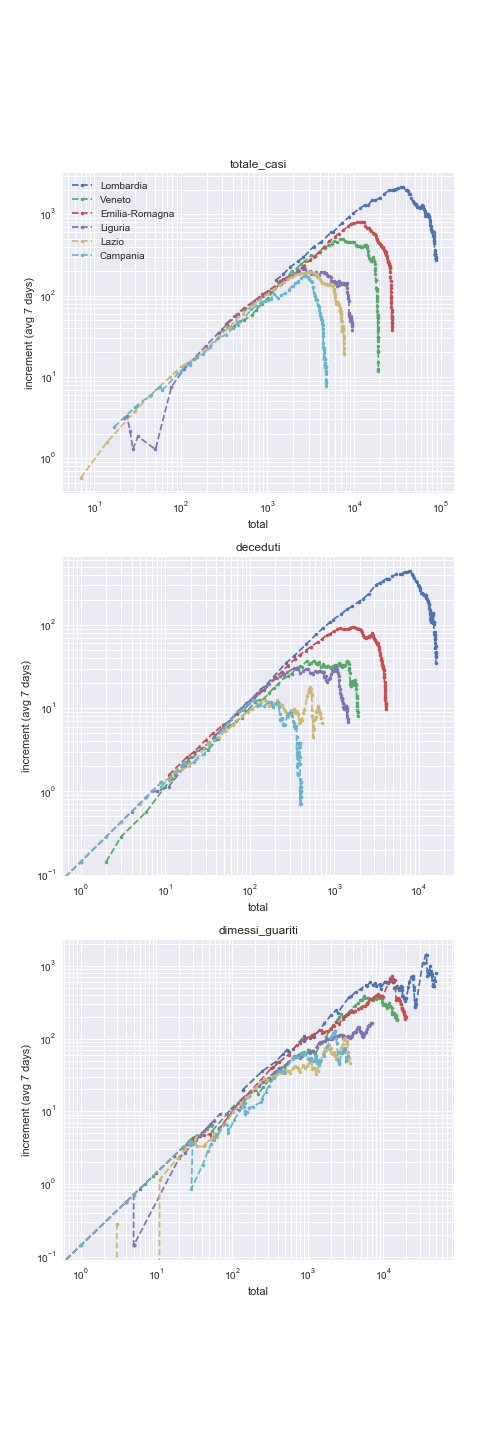 totale_casi
Lombardia
Veneto
Emilia-Romagna
Liguria
Lazio
Campania
10³
10²
10¹
10⁰
increment (avg 7 days)
10¹ 10² 10³ 10⁴ 10⁵
total
deceduti
10²
10¹
10⁰
10⁻¹
increment (avg 7 days)
10⁰ 10¹ 10² 10³ 10⁴
total
dimessi_guariti
10³
10²
10¹
10⁰
10⁻¹
increment (avg 7 days)
10⁰ 10¹ 10² 10³ 10⁴
total